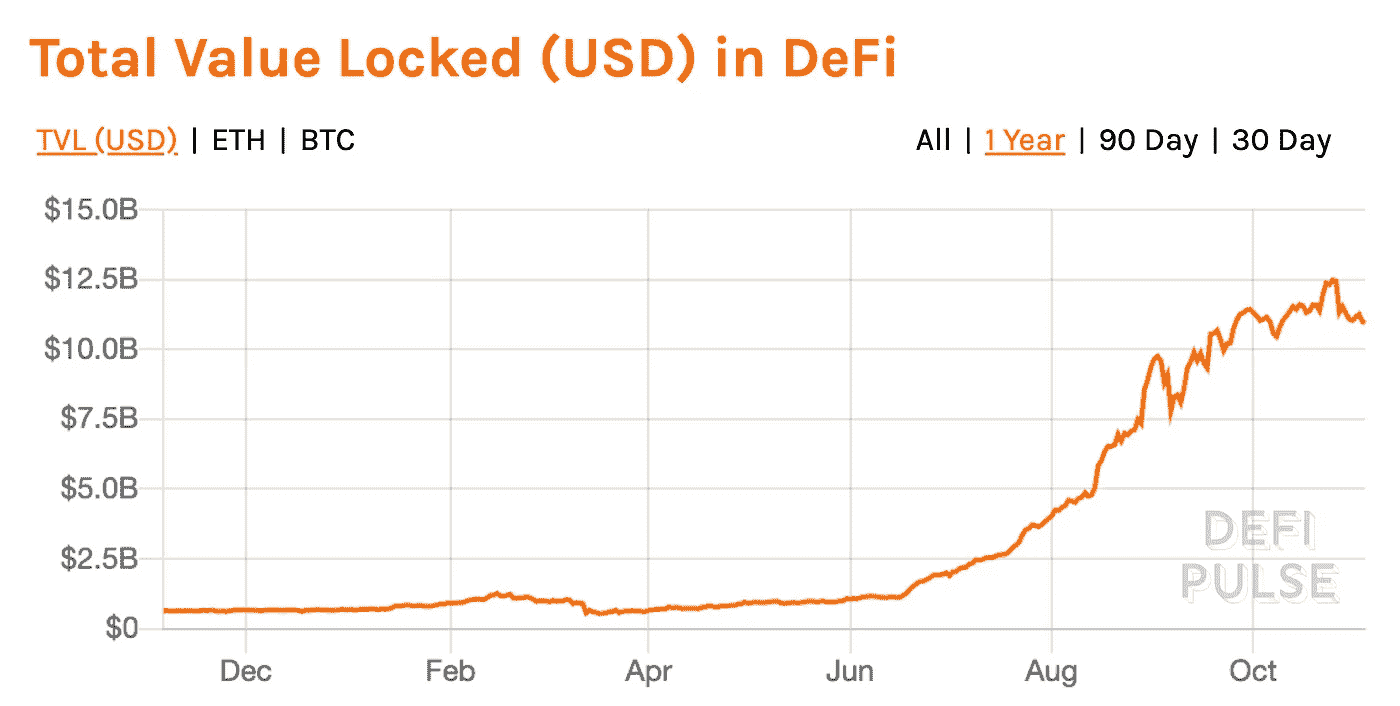 Total Value Locked (USD) in DeFi
TVL (USD) | ETH | BTC
All | 1 Year | 90 Day | 30 Day
$15.0B
$12.5B
$10.0B
$7.5B
$5.0B
$2.5B
$0
DEFI
PULSE
Dec
Feb
Apr
Jun
Aug
Oct